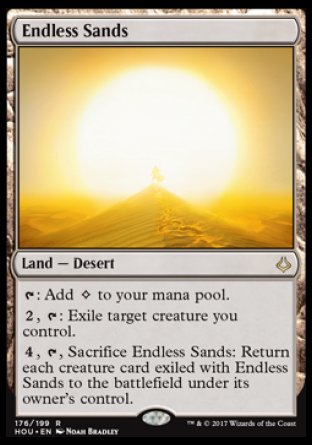 Endless Sands
Land — Desert
: Add to your mana pool.
2, : Exile target creature you
control.
4, , Sacrifice Endless Sands: Return
each creature card exiled with Endless
Sands to the battlefield under its
owner's control.
176/199 R
HOU • EN Noah Bradley
™ & © 2017 Wizards of the Coast